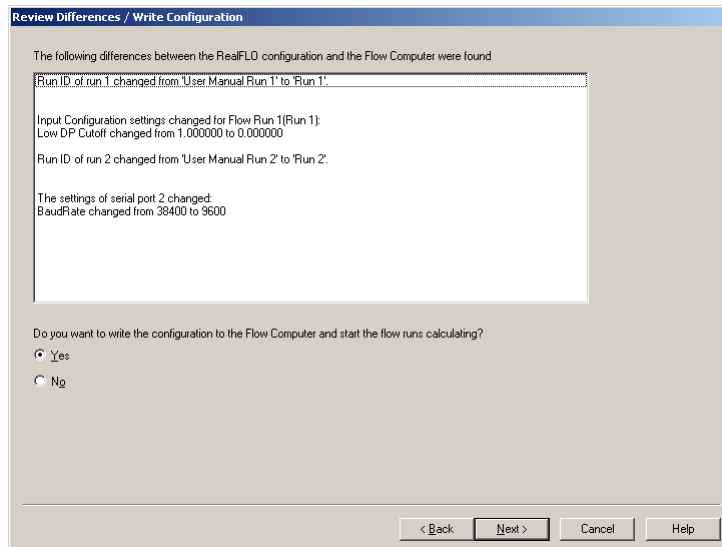 Review Differences / Write Configuration
The following differences between the RealFLO configuration and the Flow Computer were found
Run ID of run 1 changed from 'User Manual Run 1' to 'Run 1'.
Input Configuration settings changed for Flow Run 1(Run 1):
Low DP Cutoff changed from 1.000000 to 0.000000
Run ID of run 2 changed from 'User Manual Run 2' to 'Run 2'.
The settings of serial port 2 changed:
BaudRate changed from 38400 to 9600
Do you want to write the configuration to the Flow Computer and start the flow runs calculating?
Yes
No
< Back Next > Cancel Help